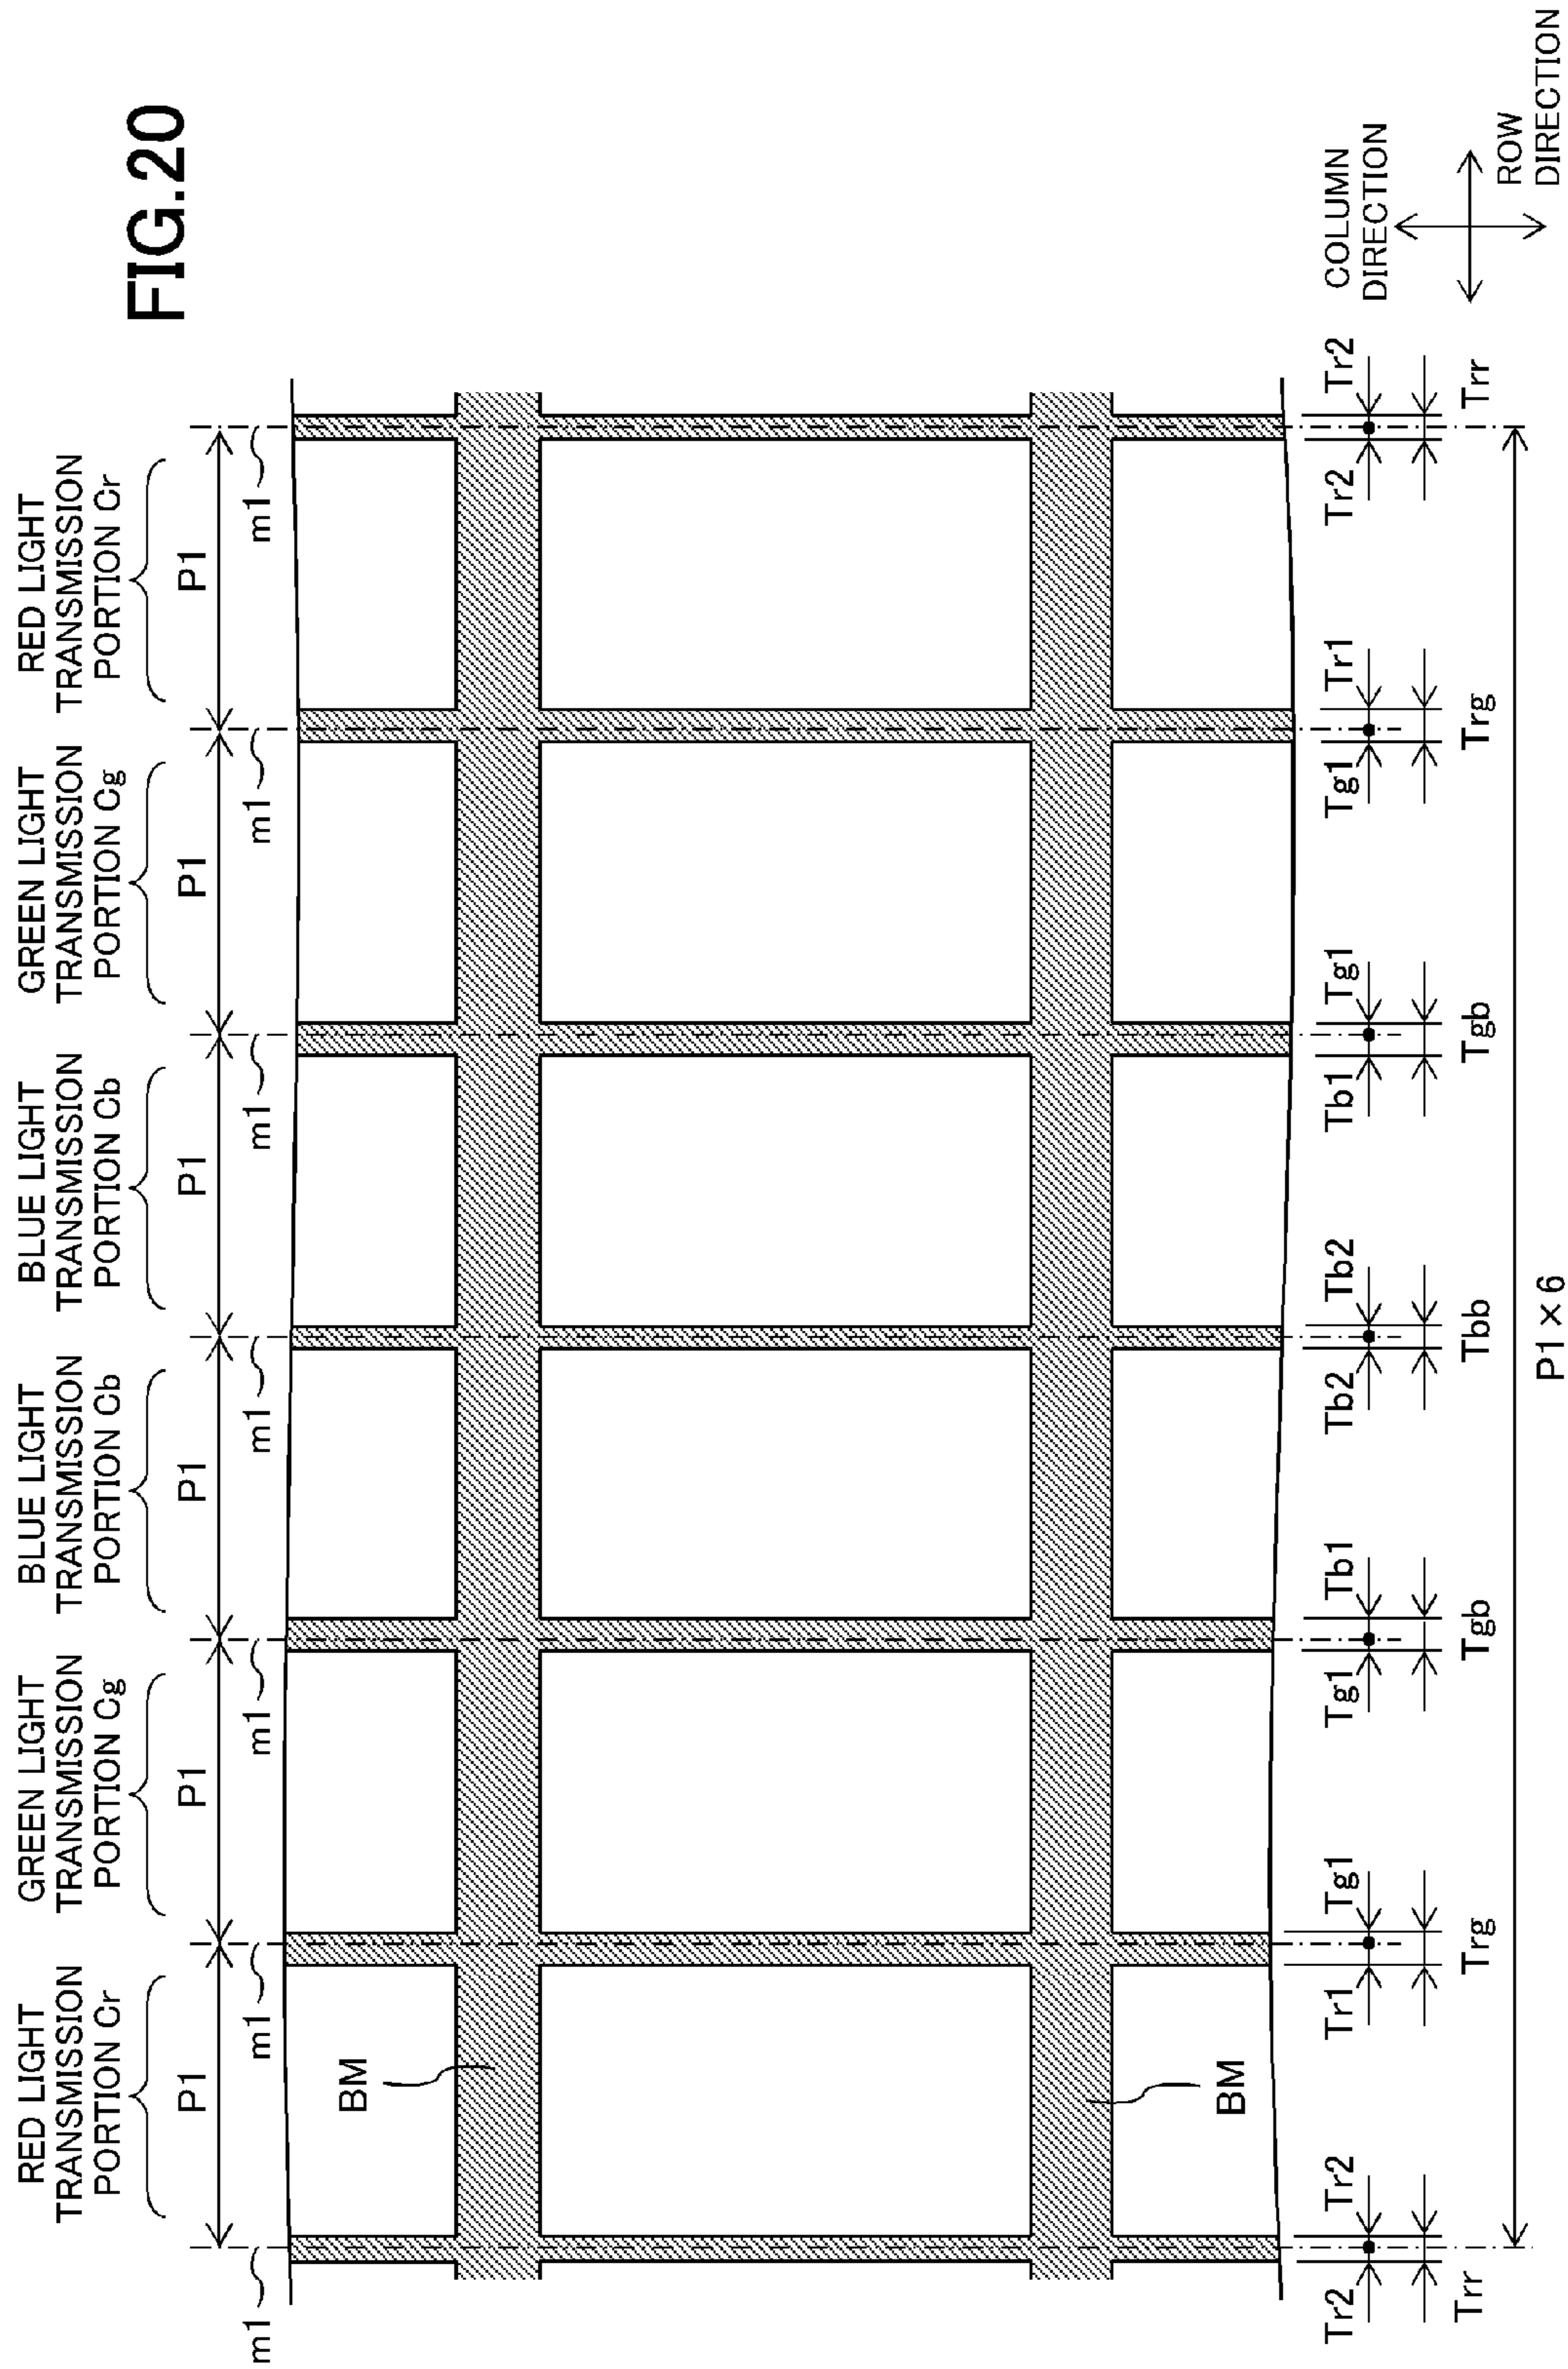 FIG.20
RED LIGHT
TRANSMISSION
PORTION Cr
GREEN LIGHT
TRANSMISSION
PORTION Cg
BLUE LIGHT
TRANSMISSION
PORTION Cb
BLUE LIGHT
TRANSMISSION
PORTION Cb
GREEN LIGHT
TRANSMISSION
PORTION Cg
RED LIGHT
TRANSMISSION
PORTION Cr
P1
P1
P1
P1
P1
P1
m1
m1
m1
m1
m1
m1
m1
BM
BM
Tr2
Tr2
Tr1
Tg1
Tg1
Tb1
Tb2
Tb2
Tb1
Tg1
Tg1
Tr1
Tr2
Tr2
Trr
Trg
Tgb
Tbb
Tgb
Trg
Trr
P1×6
COLUMN
DIRECTION
ROW
DIRECTION